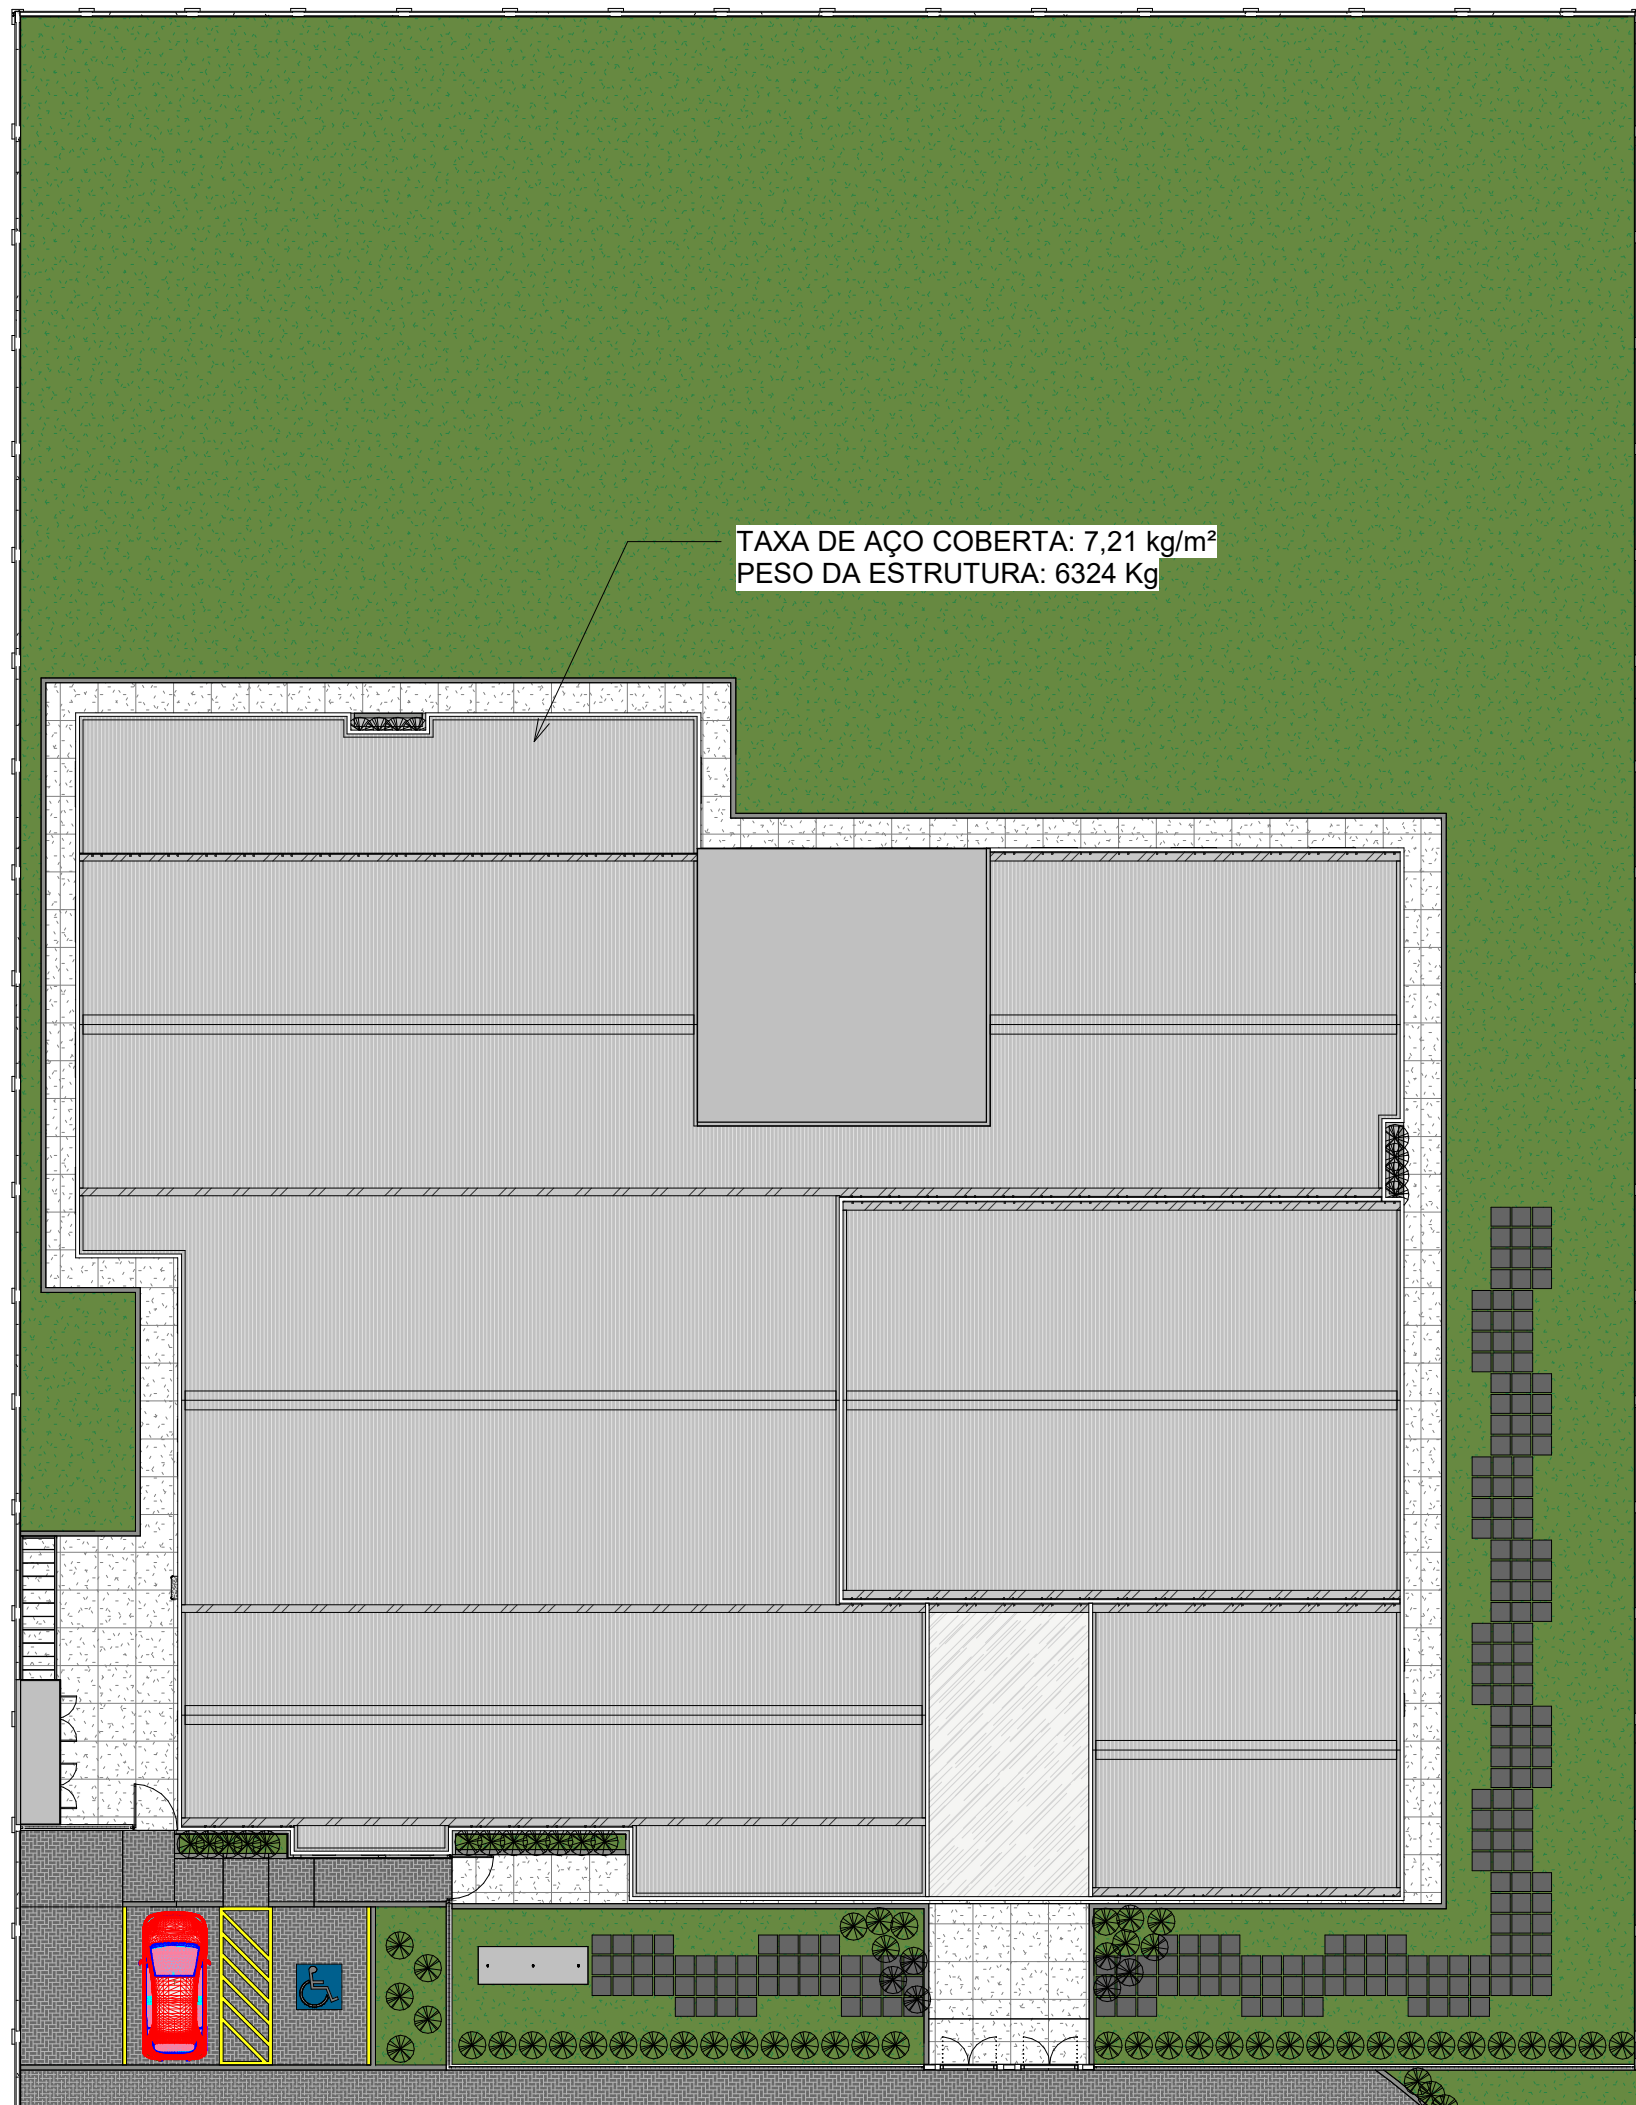 TAXA DE AÇO COBERTA: 7,21 kg/m²
PESO DA ESTRUTURA: 6324 Kg